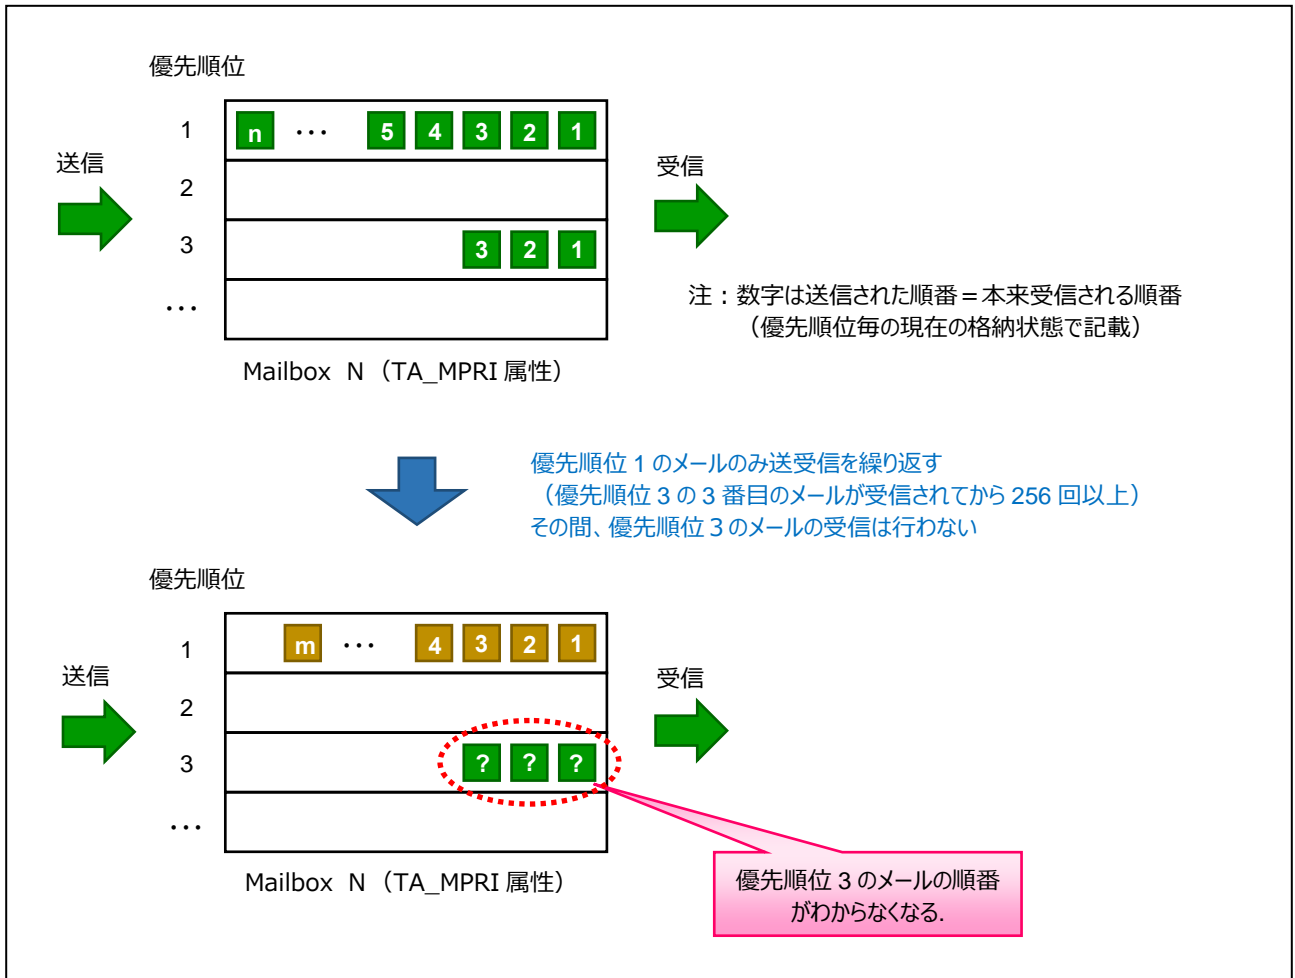 優先順位
1
n … 5 4 3 2 1
送信
2
受信
3
3 2 1
…
注：数字は送信された順番＝本来受信される順番
（優先順位毎の現在の格納状態で記載）
Mailbox N（TA_MPRI 属性）
優先順位 1 のメールのみ送受信を繰り返す
（優先順位 3 の 3 番目のメールが受信されてから 256 回以上）
その間、優先順位３のメールの受信は行わない
優先順位
1
m … 4 3 2 1
送信
2
受信
3
? ? ?
…
Mailbox N（TA_MPRI 属性）
優先順位 3 のメールの順番
がわからなくなる.